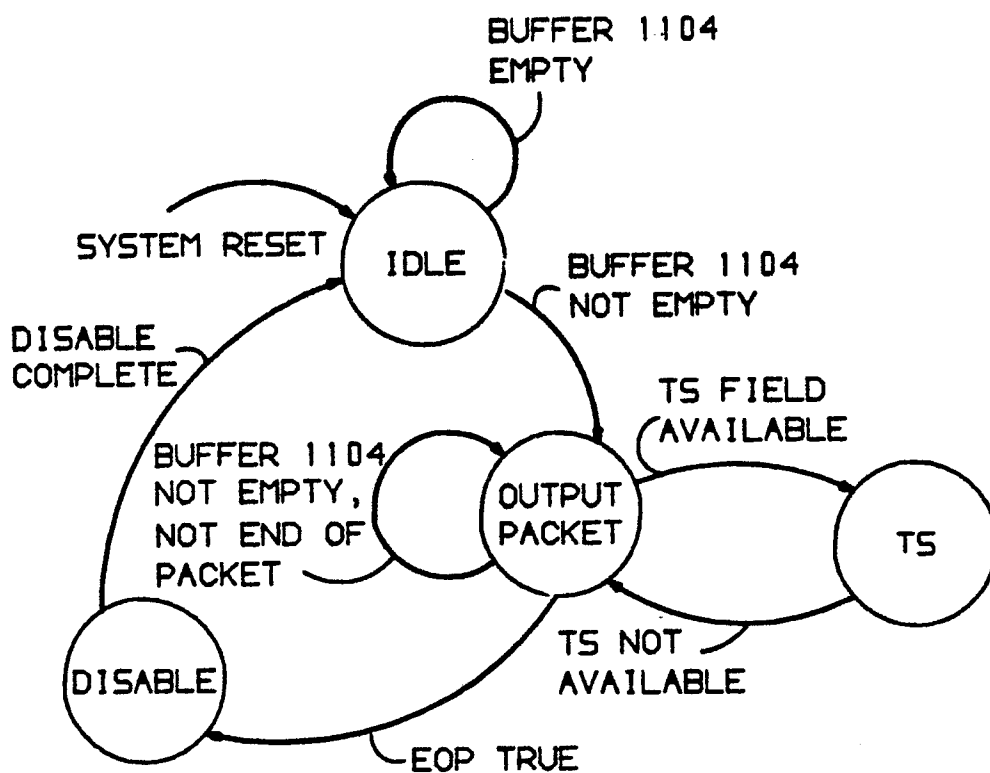 BUFFER 1104
EMPTY
SYSTEM RESET
IDLE
BUFFER 1104
NOT EMPTY
DISABLE
COMPLETE
TS FIELD
AVAILABLE
BUFFER 1104
NOT EMPTY,
NOT END OF
PACKET
OUTPUT
PACKET
TS
TS NOT
AVAILABLE
DISABLE
EOP TRUE